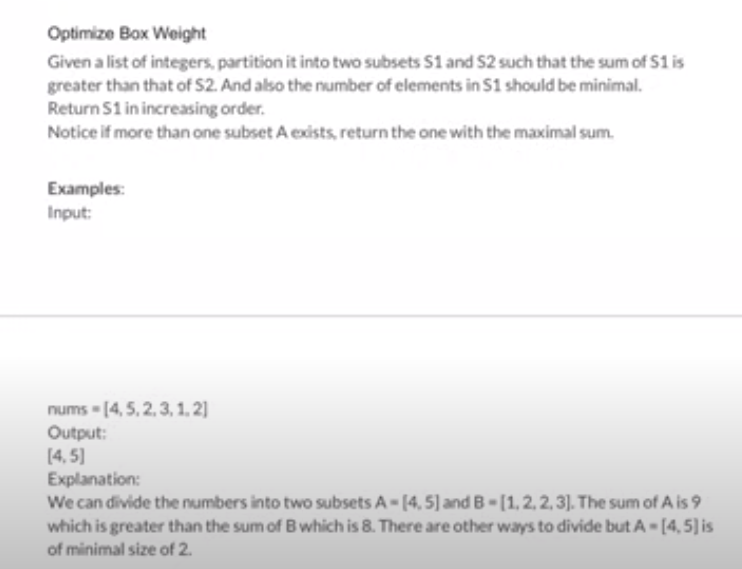 Optimize Box Weight
Given a list of integers, partition it into two subsets S1 and S2 such that the sum of S1 is
greater than that of S2. And also the number of elements in S1 should be minimal.
Return S1 in increasing order.
Notice if more than one subset A exists, return the one with the maximal sum.
Examples:
Input:
nums = [4, 5, 2, 3, 1, 2]
Output:
[4, 5]
Explanation:
We can divide the numbers into two subsets A = [4, 5] and B = [1, 2, 2, 3]. The sum of A is 9
which is greater than the sum of B which is 8. There are other ways to divide but A = [4, 5] is
of minimal size of 2.